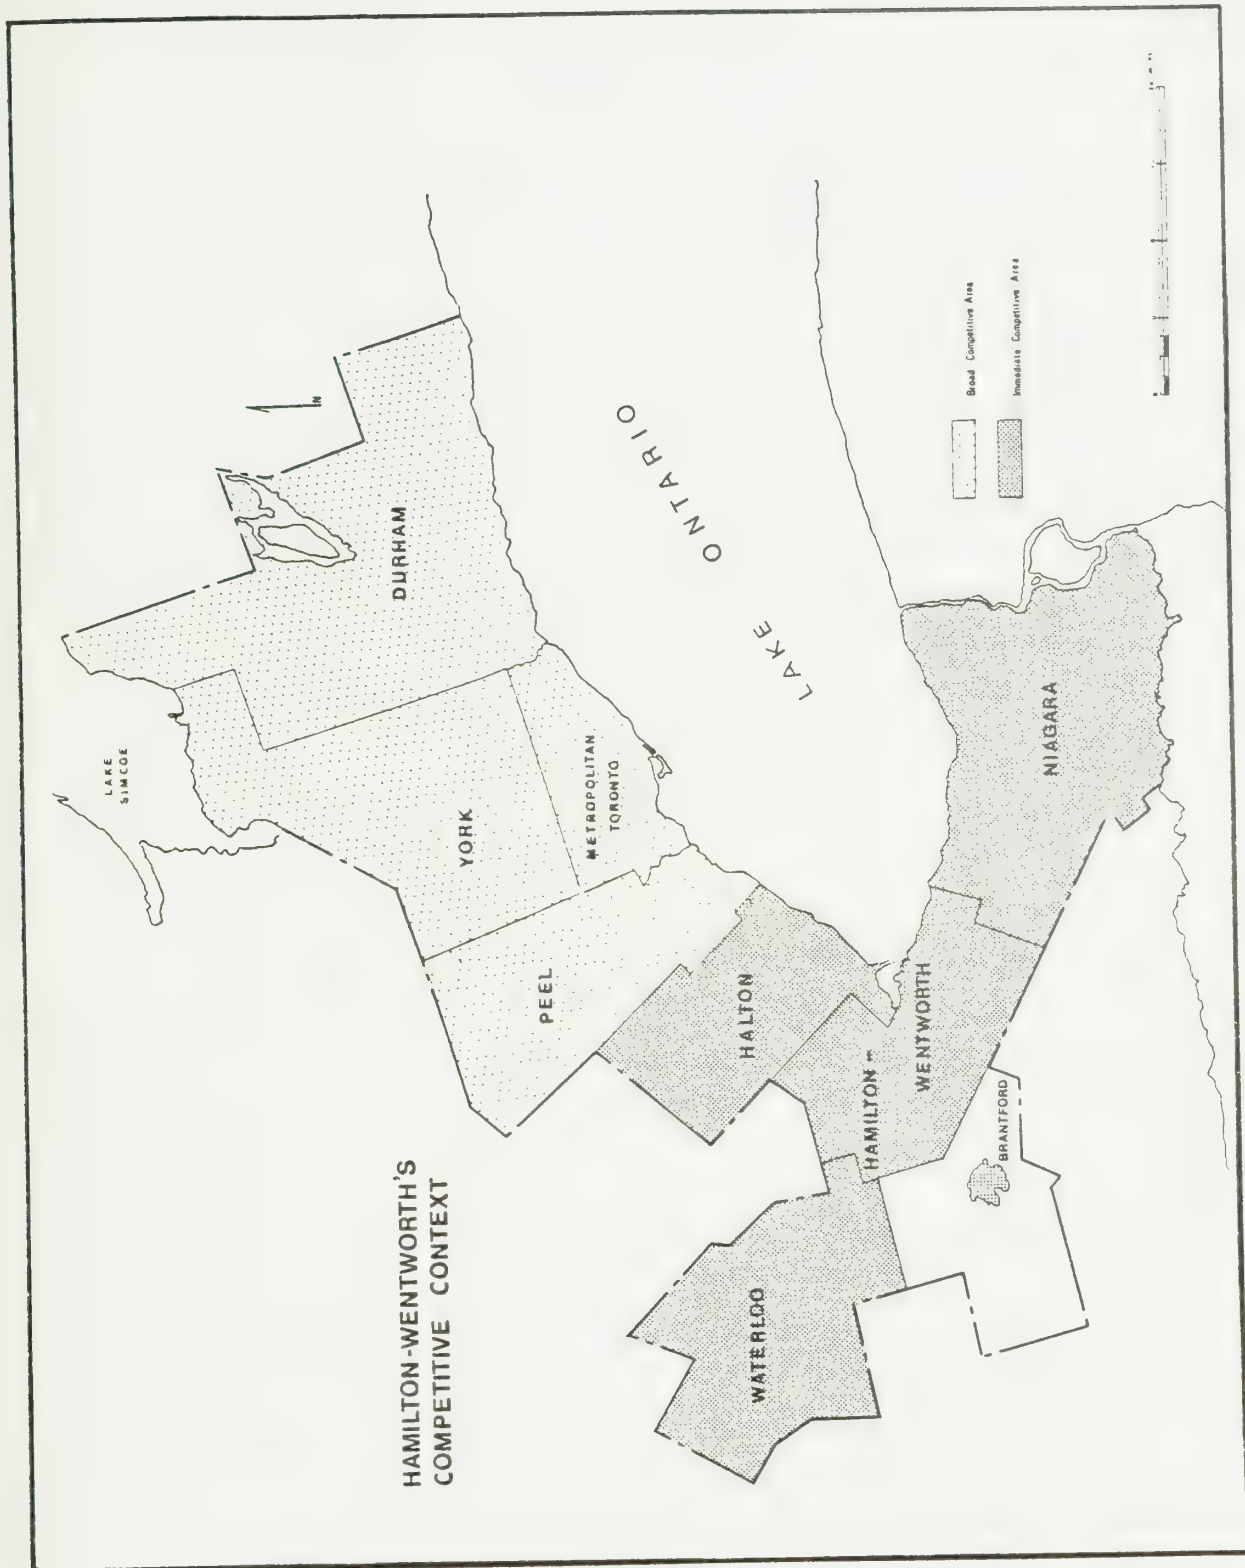 HAMILTON-WENTWORTH'S
COMPETITIVE CONTEXT
LAKE
SIMCOE
DURHAM
N
YORK
METROPOLITAN
TORONTO
PEEL
LAKE ONTARIO
HALTON
HAMILTON -
WENTWORTH
NIAGARA
WATERLOO
BRANTFORD
Broad Competitive Area
Immediate Competitive Area